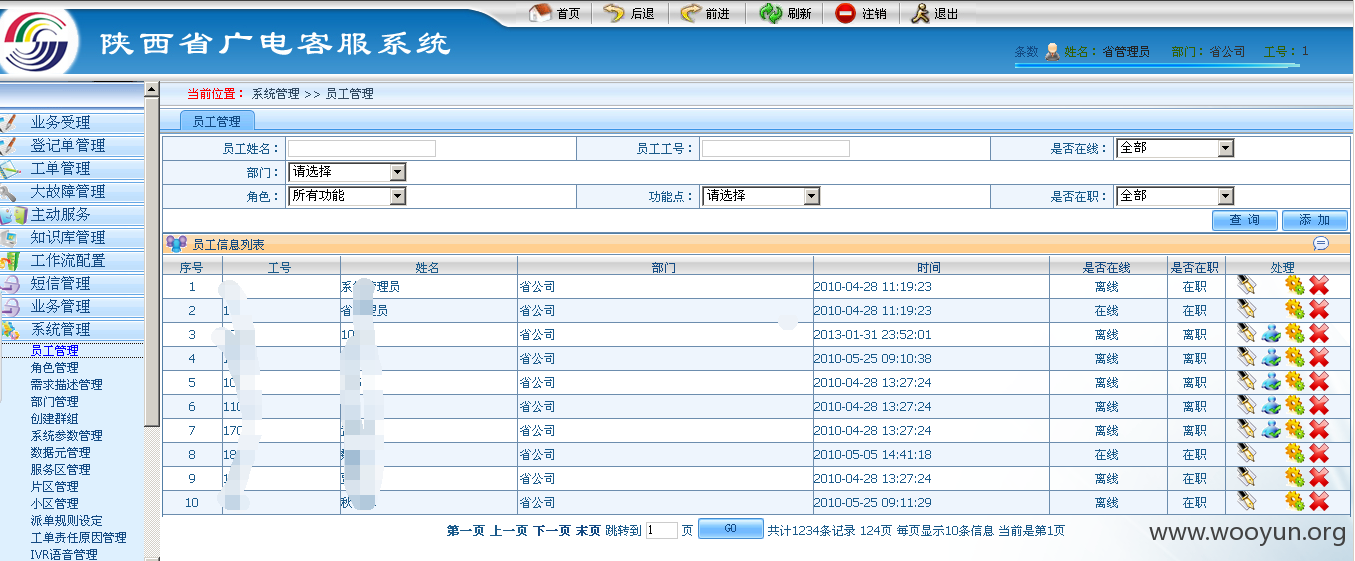 首页 后退 前进 刷新 注销 退出
陕西省广电客服系统
条数 姓名：省管理员 部门：省公司 工号：1
当前位置： 系统管理 >> 员工管理
员工管理
业务受理
登记单管理
工单管理
大故障管理
主动服务
知识库管理
工作流配置
短信管理
业务管理
系统管理
员工管理
角色管理
需求描述管理
部门管理
创建群组
系统参数管理
数据元管理
服务区管理
片区管理
小区管理
派单规则设定
工单责任原因管理
IVR语音管理
员工姓名： 员工工号： 是否在线： 全部
部门： 请选择
角色： 所有功能 功能点： 请选择 是否在职： 全部
查 询 添 加
员工信息列表
序号 工号 姓名 部门 时间 是否在线 是否在职 处理
1 系 管理员 省公司 2010-04-28 11:19:23 离线 在职
2 1 省 员 省公司 2010-04-28 11:19:23 在线 在职
3 10 省公司 2013-01-31 23:52:01 离线 离职
4 省公司 2010-05-25 09:10:38 离线 离职
5 10 省公司 2010-04-28 13:27:24 离线 离职
6 110 省公司 2010-04-28 13:27:24 离线 离职
7 170 省公司 2010-04-28 13:27:24 离线 离职
8 18 省公司 2010-05-05 14:41:18 在线 在职
9 省公司 2010-04-28 13:27:24 离线 在职
10 秋 省公司 2010-05-25 09:11:29 离线 在职
第一页 上一页 下一页 末页 跳转到 1 页 GO 共计1234条记录 124页 每页显示10条信息 当前是第1页
www.wooyun.org